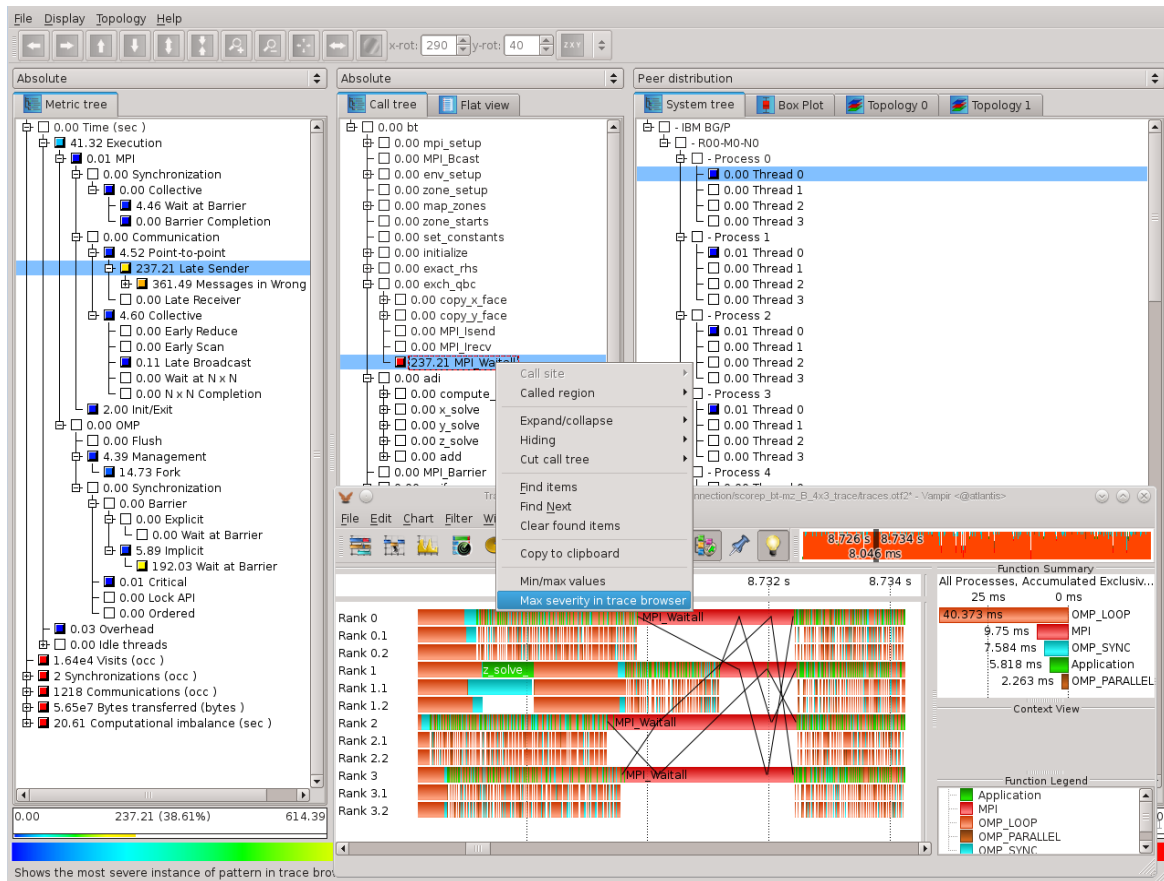 File Display Topology Help
x-rot: 290 y-rot: 40 ZXY
Absolute
Metric tree
0.00 Time (sec )
41.32 Execution
0.01 MPI
0.00 Synchronization
0.00 Collective
4.46 Wait at Barrier
0.00 Barrier Completion
0.00 Communication
4.52 Point-to-point
237.21 Late Sender
361.49 Messages in Wrong
0.00 Late Receiver
4.60 Collective
0.00 Early Reduce
0.00 Early Scan
0.11 Late Broadcast
0.00 Wait at N x N
0.00 N x N Completion
2.00 Init/Exit
0.00 OMP
0.00 Flush
4.39 Management
14.73 Fork
0.00 Synchronization
0.00 Barrier
0.00 Explicit
0.00 Wait at Barrier
5.89 Implicit
192.03 Wait at Barrier
0.01 Critical
0.00 Lock API
0.00 Ordered
0.03 Overhead
0.00 Idle threads
1.64e4 Visits (occ )
2 Synchronizations (occ )
1218 Communications (occ )
5.65e7 Bytes transferred (bytes )
20.61 Computational imbalance (sec )
0.00 237.21 (38.61%) 614.39
Shows the most severe instance of pattern in trace bro
Absolute
Call tree Flat view
0.00 bt
0.00 mpi_setup
0.00 MPI_Bcast
0.00 env_setup
0.00 zone_setup
0.00 map_zones
0.00 zone_starts
0.00 set_constants
0.00 initialize
0.00 exact_rhs
0.00 exch_qbc
0.00 copy_x_face
0.00 copy_y_face
0.00 MPI_Isend
0.00 MPI_Irecv
237.21 MPI_Waitall
0.00 adi
0.00 compute_
0.00 x_solve
0.00 y_solve
0.00 z_solve
0.00 add
0.00 MPI_Barrier
Call site
Called region
Expand/collapse
Hiding
Cut call tree
Find items
Find Next
Clear found items
Copy to clipboard
Min/max values
Max severity in trace browser
Peer distribution
System tree Box Plot Topology 0 Topology 1
- IBM BG/P
- R00-M0-N0
- Process 0
0.00 Thread 0
0.00 Thread 1
0.00 Thread 2
0.00 Thread 3
- Process 1
0.01 Thread 0
0.00 Thread 1
0.00 Thread 2
0.00 Thread 3
- Process 2
0.01 Thread 0
0.00 Thread 1
0.00 Thread 2
0.00 Thread 3
- Process 3
0.01 Thread 0
0.00 Thread 1
0.00 Thread 2
0.00 Thread 3
- Process 4
Tra nnection/scorep_bt-mz_B_4x3_trace/traces.otf2* - Vampir <@atlantis>
File Edit Chart Filter Wi
8.726 s 8.734 s
8.046 ms
8.732 s 8.734 s
Rank 0 MPI_Waitall
Rank 0.1
Rank 0.2
Rank 1 z_solve_
Rank 1.1
Rank 1.2
Rank 2 MPI_Waitall
Rank 2.1
Rank 2.2
Rank 3 MPI_Waitall
Rank 3.1
Rank 3.2
Function Summary
All Processes, Accumulated Exclusiv...
25 ms 0 ms
40.373 ms OMP_LOOP
9.75 ms MPI
7.584 ms OMP_SYNC
5.818 ms Application
2.263 ms OMP_PARALLEL
Context View
Function Legend
Application
MPI
OMP_LOOP
OMP_PARALLEL
OMP_SYNC